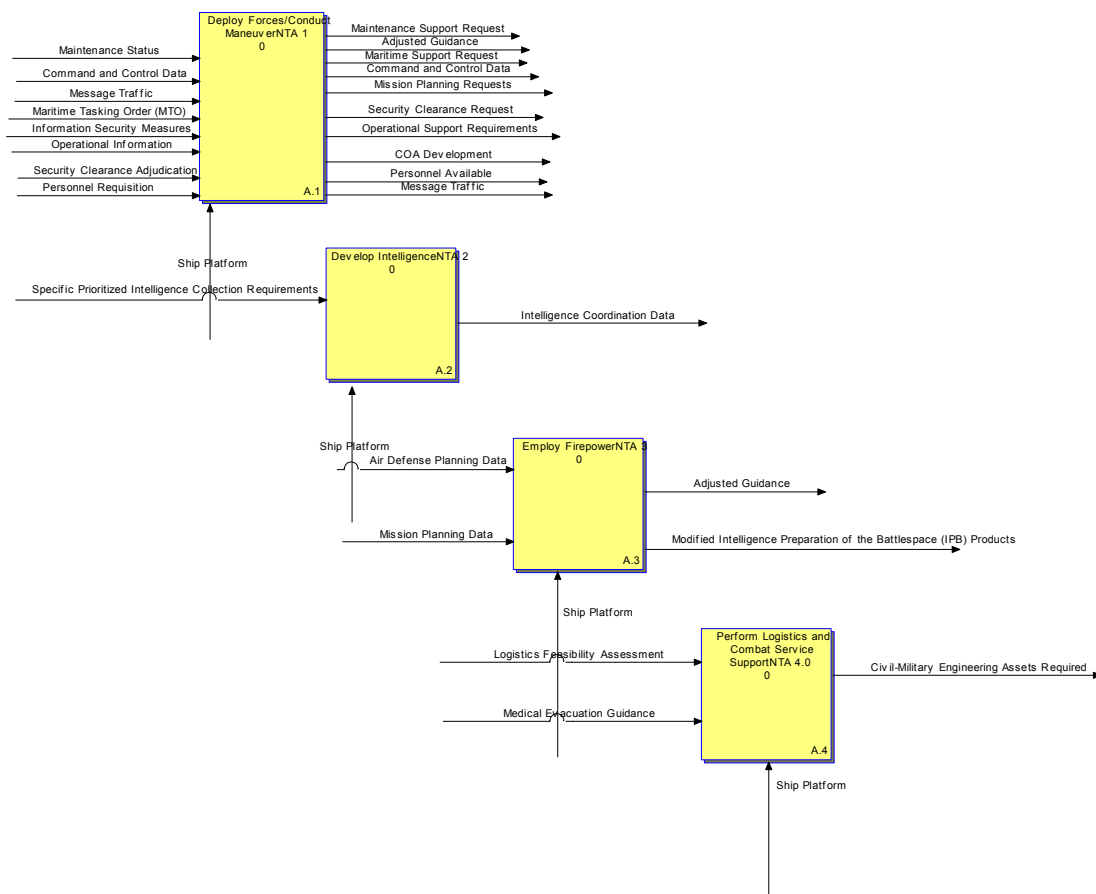 Deploy Forces/Conduct
ManeuverNTA 1
0
A.1
Maintenance Status
Command and Control Data
Message Traffic
Maritime Tasking Order (MTO)
Information Security Measures
Operational Information
Security Clearance Adjudication
Personnel Requisition
Maintenance Support Request
Adjusted Guidance
Maritime Support Request
Command and Control Data
Mission Planning Requests
Security Clearance Request
Operational Support Requirements
COA Development
Personnel Available
Message Traffic
Ship Platform
Develop IntelligenceNTA 2
0
A.2
Specific Prioritized Intelligence Collection Requirements
Intelligence Coordination Data
Ship Platform
Employ FirepowerNTA 3
0
A.3
Air Defense Planning Data
Mission Planning Data
Adjusted Guidance
Modified Intelligence Preparation of the Battlespace (IPB) Products
Ship Platform
Perform Logistics and
Combat Service
SupportNTA 4.0
0
A.4
Logistics Feasibility Assessment
Medical Evacuation Guidance
Civil-Military Engineering Assets Required
Ship Platform